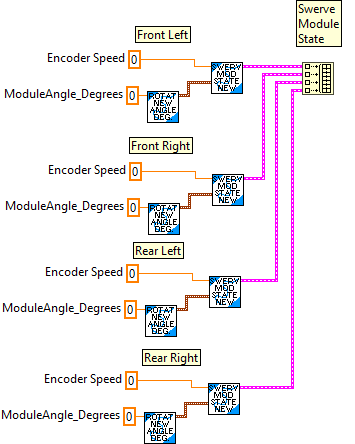 Swerve
Module
State
Front Left
Encoder Speed 0
SWERV
MOD
STATE
NEW
ModuleAngle_Degrees 0
ROTAT
NEW
ANGLE
DEG
Front Right
Encoder Speed 0
SWERV
MOD
STATE
NEW
ModuleAngle_Degrees 0
ROTAT
NEW
ANGLE
DEG
Rear Left
Encoder Speed 0
SWERV
MOD
STATE
NEW
ModuleAngle_Degrees 0
ROTAT
NEW
ANGLE
DEG
Rear Right
Encoder Speed 0
SWERV
MOD
STATE
NEW
ModuleAngle_Degrees 0
ROTAT
NEW
ANGLE
DEG